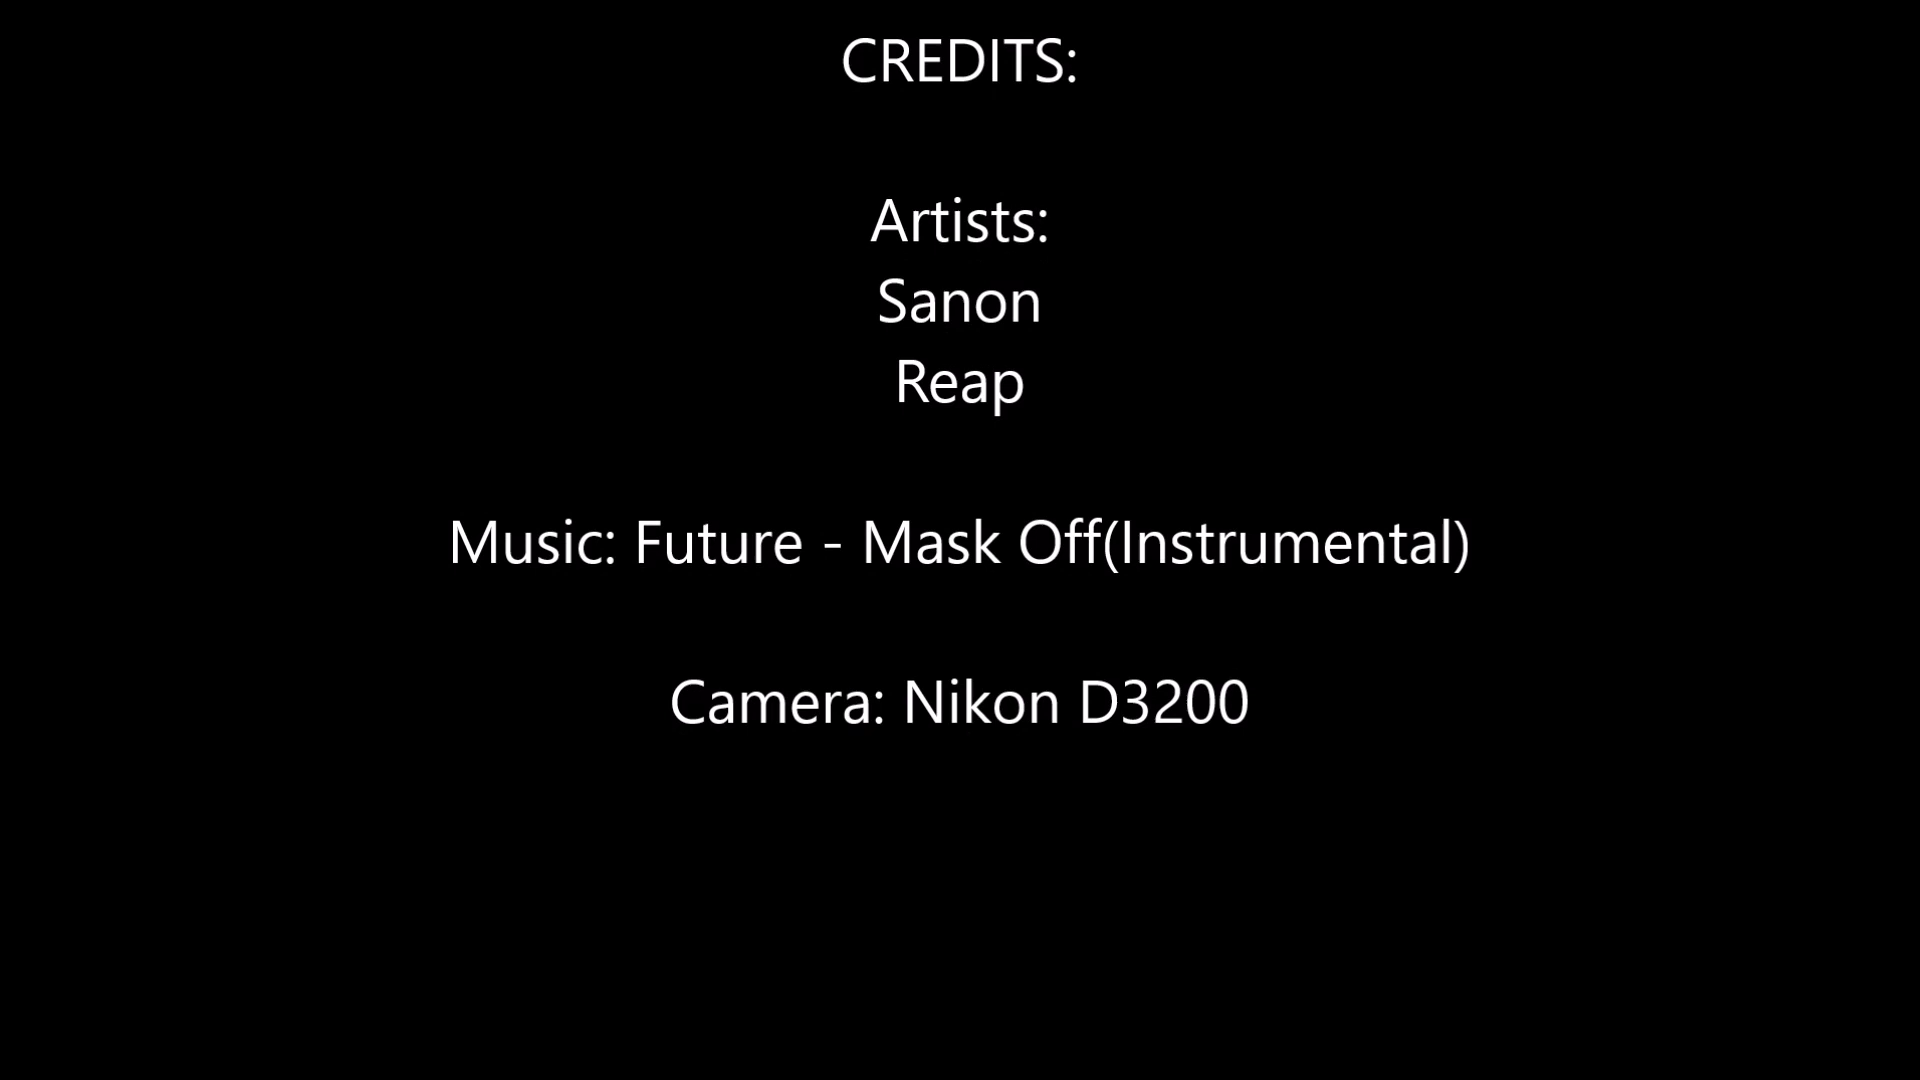 CREDITS:
Artists:
Sanon
Reap
Music: Future - Mask Off(Instrumental)
Camera: Nikon D3200